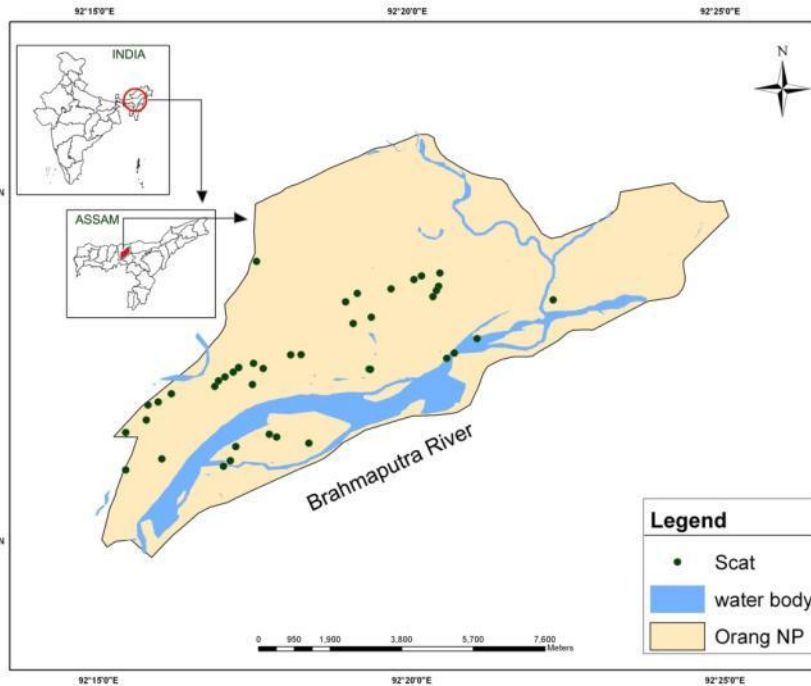 92°15'0"E 92°20'0"E 92°25'0"E
INDIA
N
ASSAM
N
N
Brahmaputra River
Legend
Scat
water body
Orang NP
0 950 1,900 3,800 5,700 7,600
Meters
92°15'0"E 92°20'0"E 92°25'0"E